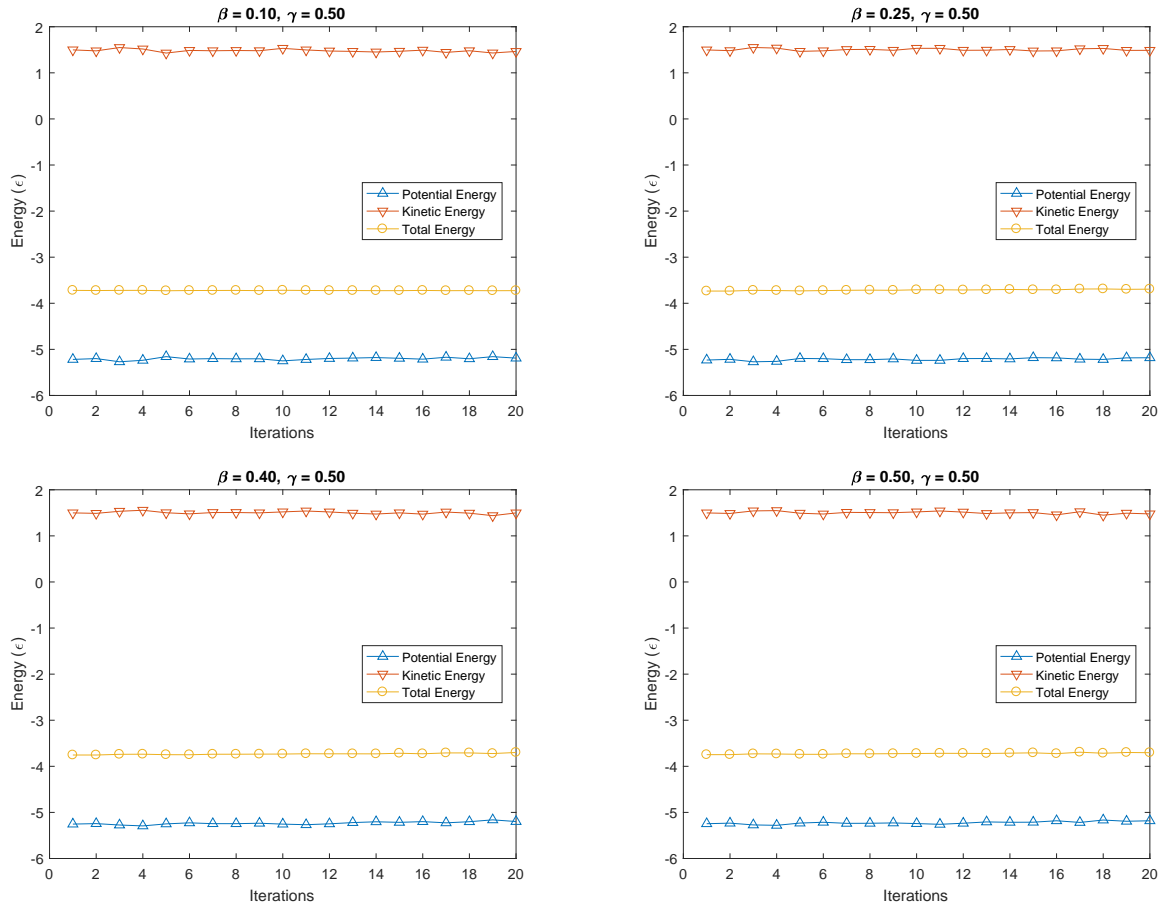 β = 0.10, γ = 0.50
2
1
0
-1
-2
-3
-4
-5
-6
Energy (ϵ)
Potential Energy
Kinetic Energy
Total Energy
0 2 4 6 8 10 12 14 16 18 20
Iterations
β = 0.25, γ = 0.50
2
1
0
-1
-2
-3
-4
-5
-6
Energy (ϵ)
Potential Energy
Kinetic Energy
Total Energy
0 2 4 6 8 10 12 14 16 18 20
Iterations
β = 0.40, γ = 0.50
2
1
0
-1
-2
-3
-4
-5
-6
Energy (ϵ)
Potential Energy
Kinetic Energy
Total Energy
0 2 4 6 8 10 12 14 16 18 20
Iterations
β = 0.50, γ = 0.50
2
1
0
-1
-2
-3
-4
-5
-6
Energy (ϵ)
Potential Energy
Kinetic Energy
Total Energy
0 2 4 6 8 10 12 14 16 18 20
Iterations